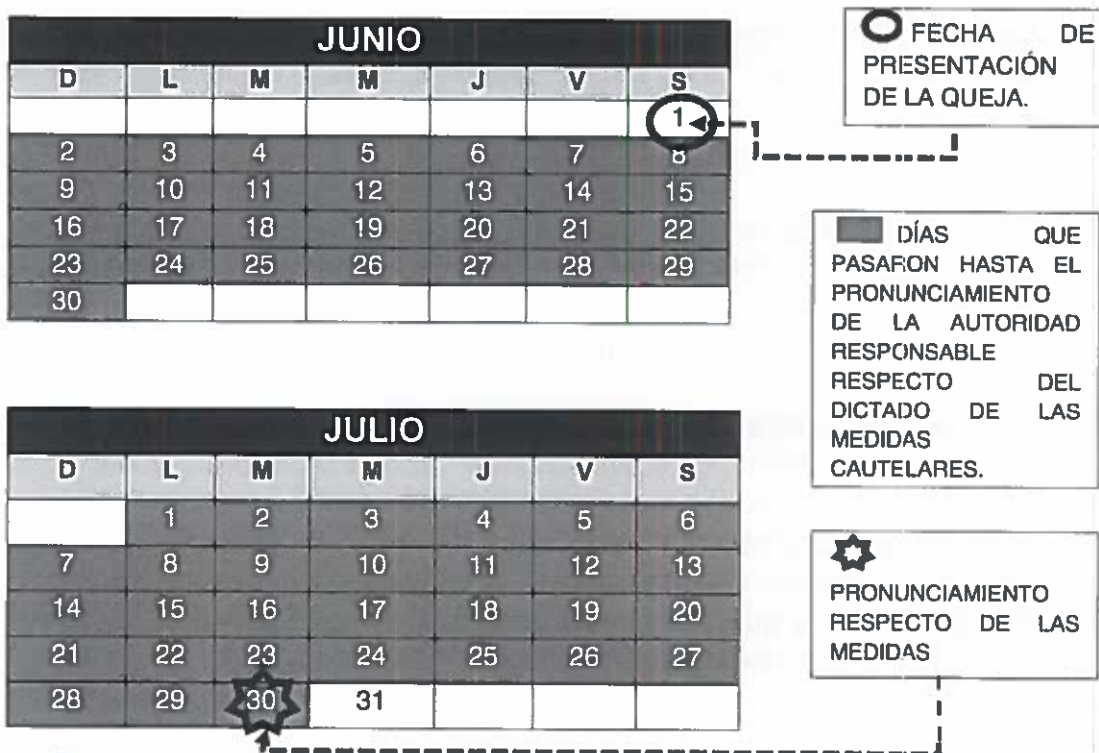 JUNIO
D L M M J V S
1
2 3 4 5 6 7 8
9 10 11 12 13 14 15
16 17 18 19 20 21 22
23 24 25 26 27 28 29
30
FECHA DE
PRESENTACIÓN
DE LA QUEJA.
DÍAS QUE
PASARON HASTA EL
PRONUNCIAMIENTO
DE LA AUTORIDAD
RESPONSABLE
RESPECTO DEL
DICTADO DE LAS
MEDIDAS
CAUTELARES.
JULIO
D L M M J V S
1 2 3 4 5 6
7 8 9 10 11 12 13
14 15 16 17 18 19 20
21 22 23 24 25 26 27
28 29 30 31
PRONUNCIAMIENTO
RESPECTO DE LAS
MEDIDAS